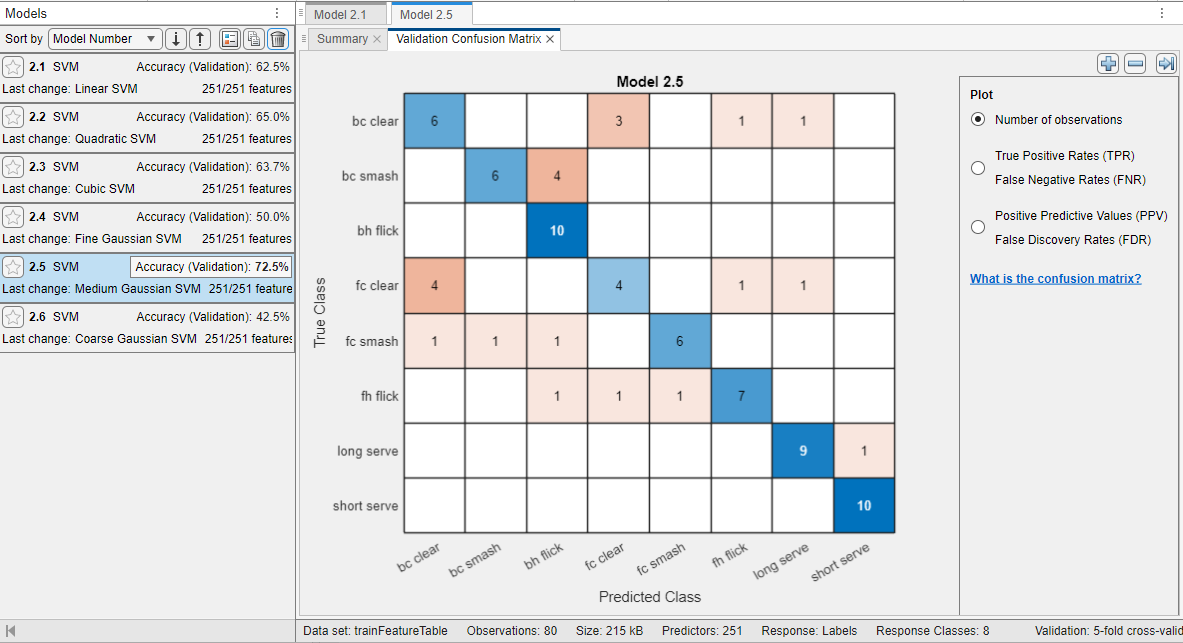 Models
Sort by Model Number
2.1 SVM Accuracy (Validation): 62.5%
Last change: Linear SVM 251/251 features
2.2 SVM Accuracy (Validation): 65.0%
Last change: Quadratic SVM 251/251 features
2.3 SVM Accuracy (Validation): 63.7%
Last change: Cubic SVM 251/251 features
2.4 SVM Accuracy (Validation): 50.0%
Last change: Fine Gaussian SVM 251/251 features
2.5 SVM Accuracy (Validation): 72.5%
Last change: Medium Gaussian SVM 251/251 feature
2.6 SVM Accuracy (Validation): 42.5%
Last change: Coarse Gaussian SVM 251/251 features
Model 2.1 Model 2.5
Summary Validation Confusion Matrix
Model 2.5
True Class
bc clear 6 3 1 1
bc smash 6 4
bh flick 10
fc clear 4 4 1 1
fc smash 1 1 1 6
fh flick 1 1 1 7
long serve 9 1
short serve 10
bc clear bc smash bh flick fc clear fc smash fh flick long serve short serve
Predicted Class
Plot
Number of observations
True Positive Rates (TPR)
False Negative Rates (FNR)
Positive Predictive Values (PPV)
False Discovery Rates (FDR)
What is the confusion matrix?
Data set: trainFeatureTable Observations: 80 Size: 215 kB Predictors: 251 Response: Labels Response Classes: 8 Validation: 5-fold cross-valid